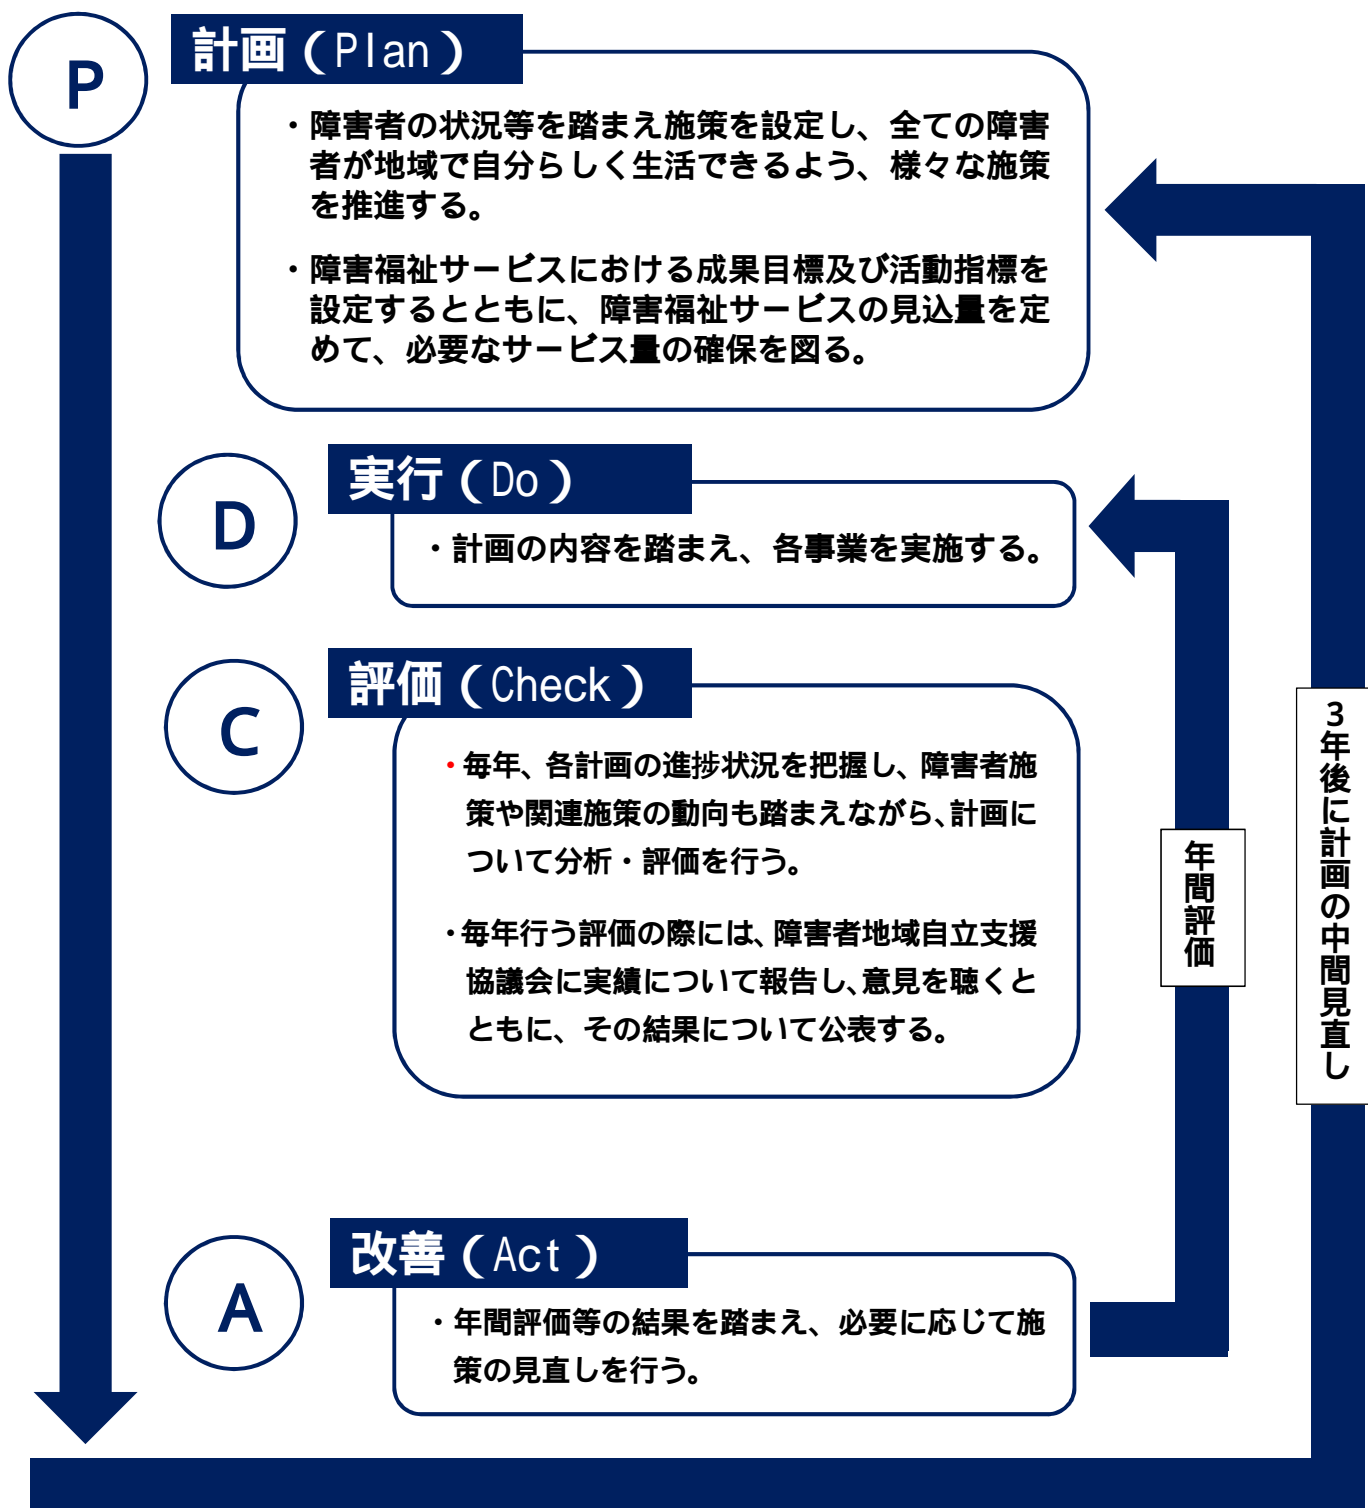 P
計画（Plan）
・障害者の状況等を踏まえ施策を設定し、全ての障害
者が地域で自分らしく生活できるよう、様々な施策
を推進する。
・障害福祉サービスにおける成果目標及び活動指標を
設定するとともに、障害福祉サービスの見込量を定
めて、必要なサービス量の確保を図る。
D
実行（Do）
・計画の内容を踏まえ、各事業を実施する。
C
評価（Check）
・毎年、各計画の進捗状況を把握し、障害者施
策や関連施策の動向も踏まえながら、計画に
ついて分析・評価を行う。
・毎年行う評価の際には、障害者地域自立支援
協議会に実績について報告し、意見を聴くと
ともに、その結果について公表する。
A
改善（Act）
・年間評価等の結果を踏まえ、必要に応じて施
策の見直しを行う。
年間評価
3年後に計画の中間見直し